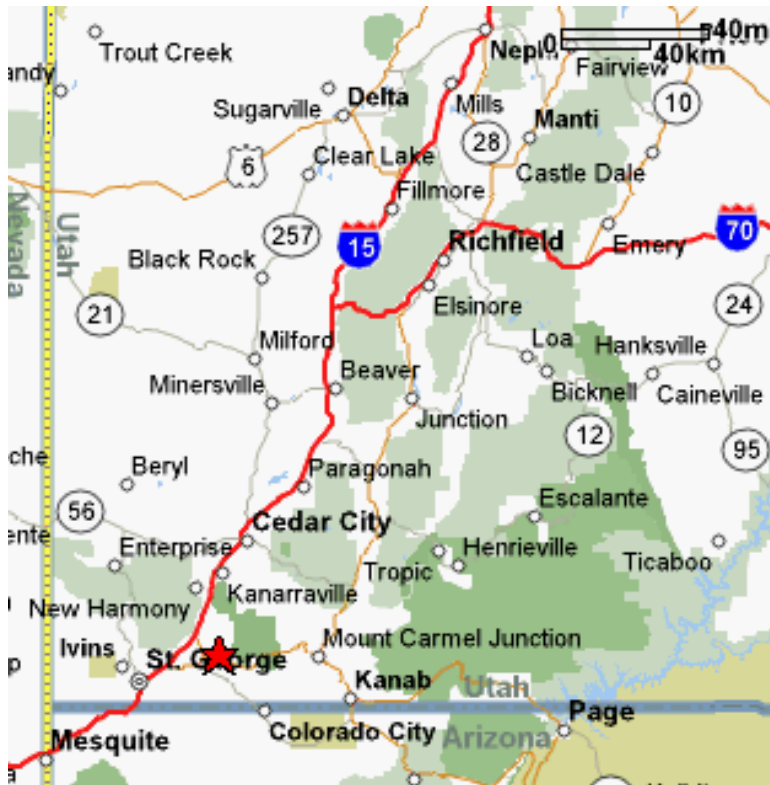 40m
0
40km
Trout Creek
Fairview
Mills
10
Delta
Sugarville
Manti
28
6
Clear Lake
Castle Dale
Fillmore
Nevada
Utah
257
15
Richfield
Emery
70
Black Rock
Elsinore
21
24
Milford
Loa
Hanksville
Minersville
Beaver
Bicknell
Caineville
Junction
12
95
Beryl
Paragonah
56
Escalante
Cedar City
Enterprise
Henrieville
Tropic
Ticaboo
New Harmony
Kanarraville
Mount Carmel Junction
Ivins
St. George
Kanab
Utah
Page
Colorado City
Arizona
Mesquite